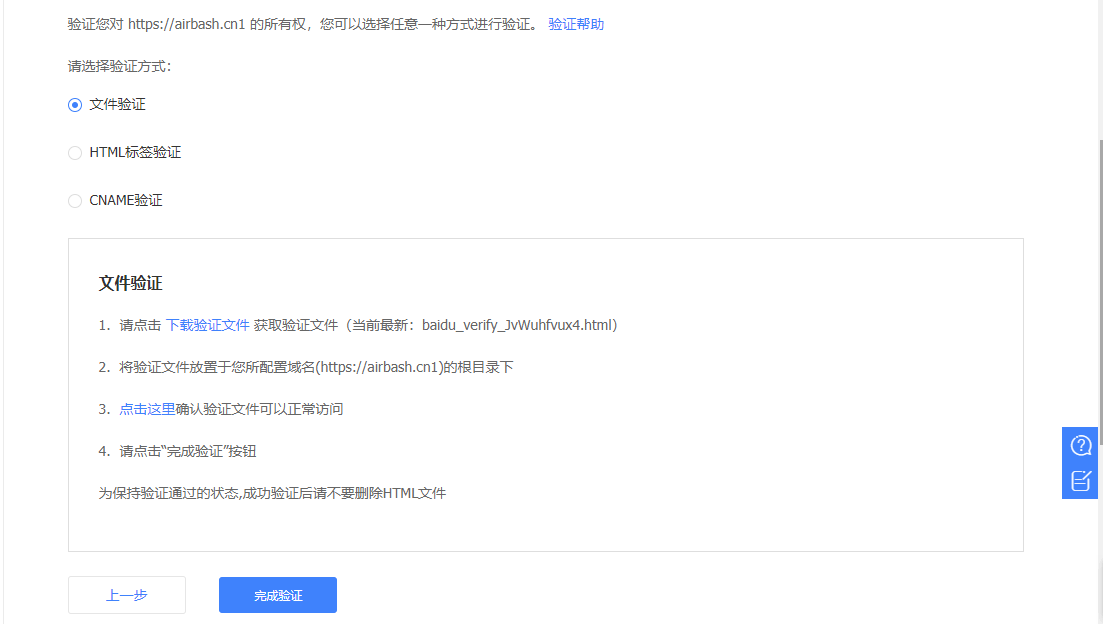 验证您对 https://airbash.cn1 的所有权，您可以选择任意一种方式进行验证。 验证帮助
请选择验证方式：
文件验证
HTML标签验证
CNAME验证
文件验证
1. 请点击 下载验证文件 获取验证文件（当前最新：baidu_verify_JvWuhfvux4.html）
2. 将验证文件放置于您所配置域名(https://airbash.cn1)的根目录下
3. 点击这里确认验证文件可以正常访问
4. 请点击“完成验证”按钮
为保持验证通过的状态,成功验证后请不要删除HTML文件
上一步 完成验证